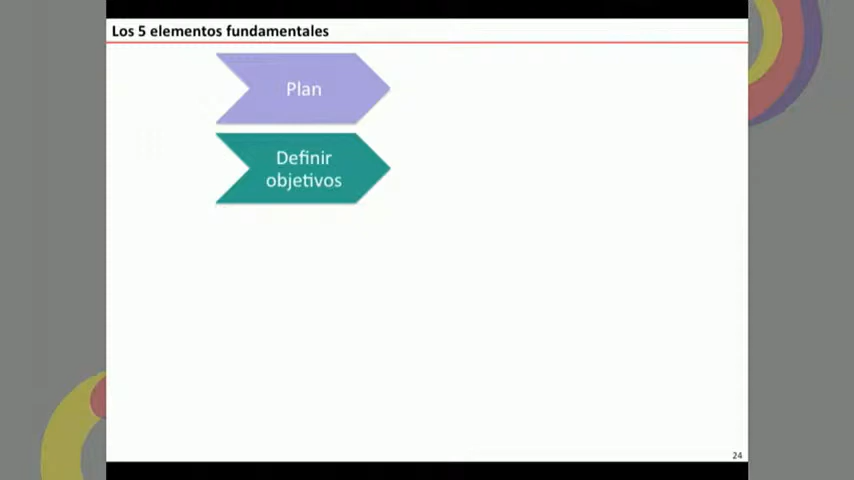 Los 5 elementos fundamentales
Plan
Definir
objetivos
24